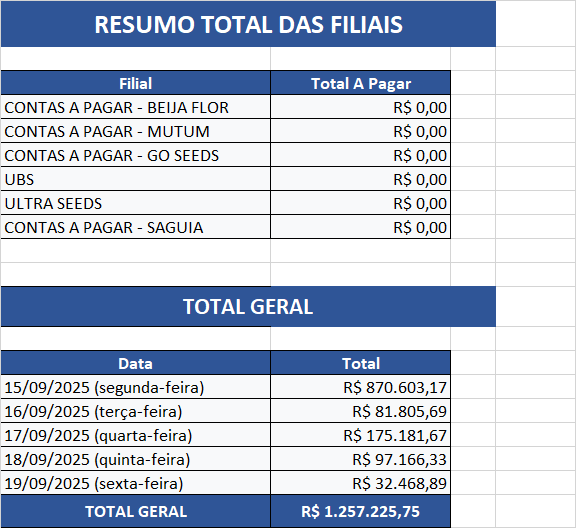 RESUMO TOTAL DAS FILIAIS
Filial Total A Pagar
CONTAS A PAGAR - BEIJA FLOR R$ 0,00
CONTAS A PAGAR - MUTUM R$ 0,00
CONTAS A PAGAR - GO SEEDS R$ 0,00
UBS R$ 0,00
ULTRA SEEDS R$ 0,00
CONTAS A PAGAR - SAGUIA R$ 0,00
TOTAL GERAL
Data Total
15/09/2025 (segunda-feira) R$ 870.603,17
16/09/2025 (terça-feira) R$ 81.805,69
17/09/2025 (quarta-feira) R$ 175.181,67
18/09/2025 (quinta-feira) R$ 97.166,33
19/09/2025 (sexta-feira) R$ 32.468,89
TOTAL GERAL R$ 1.257.225,75